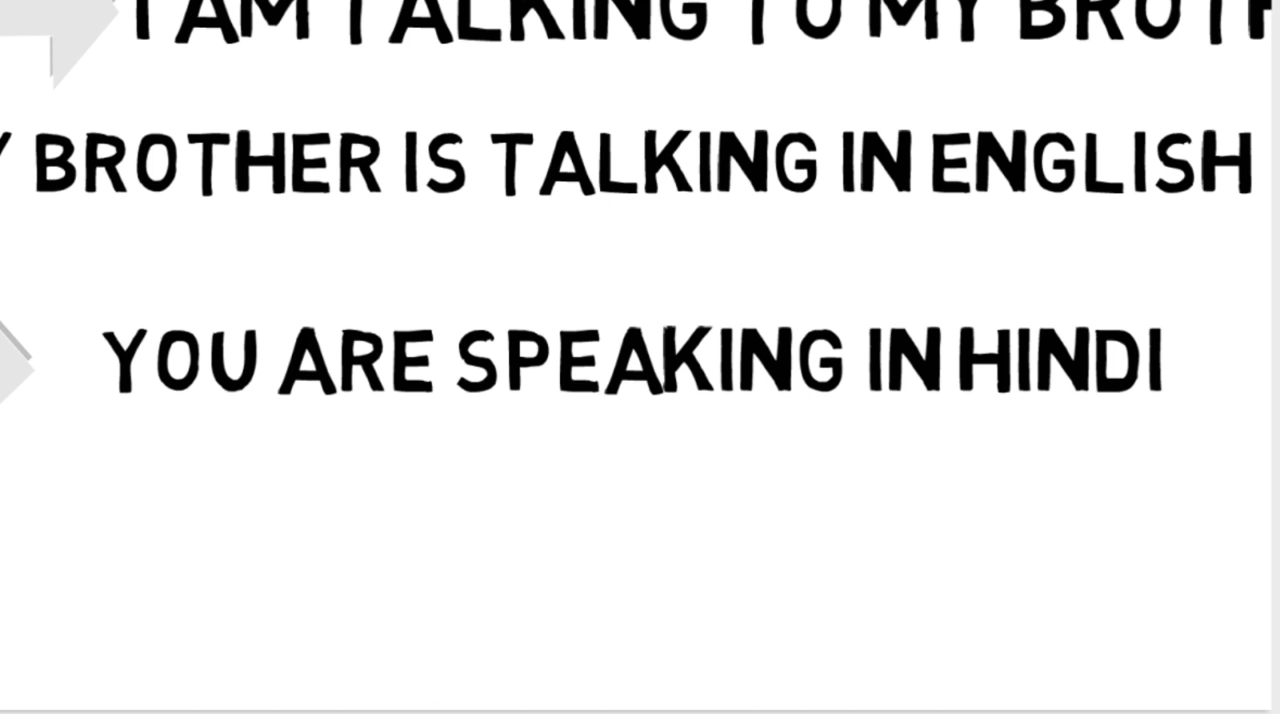 I AM TALKING TO MY
BROTHER IS TALKING IN ENGLISH
YOU ARE SPEAKING IN HINDI